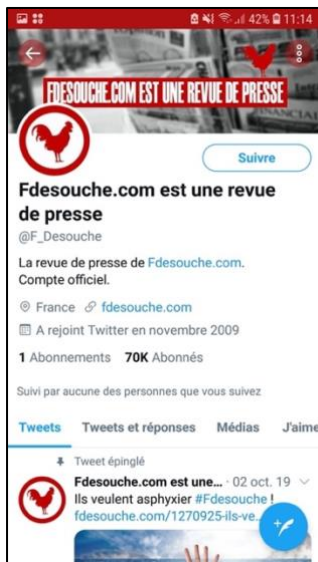 42% 11:14
FDESOUCHE.COM EST UNE REVUE DE PRESSE
FINANCIAL
Suivre
Fdesouche.com est une revue
de presse
@F_Desouche
La revue de presse de Fdesouche.com.
Compte officiel.
France fdesouche.com
A rejoint Twitter en novembre 2009
1 Abonnements 70K Abonnés
Suivi par aucune des personnes que vous suivez
Tweets Tweets et réponses Médias J'aime
Tweet épinglé
Fdesouche.com est une... · 02 oct. 19
Ils veulent asphyxier #Fdesouche !
fdesouche.com/1270925-ils-ve...